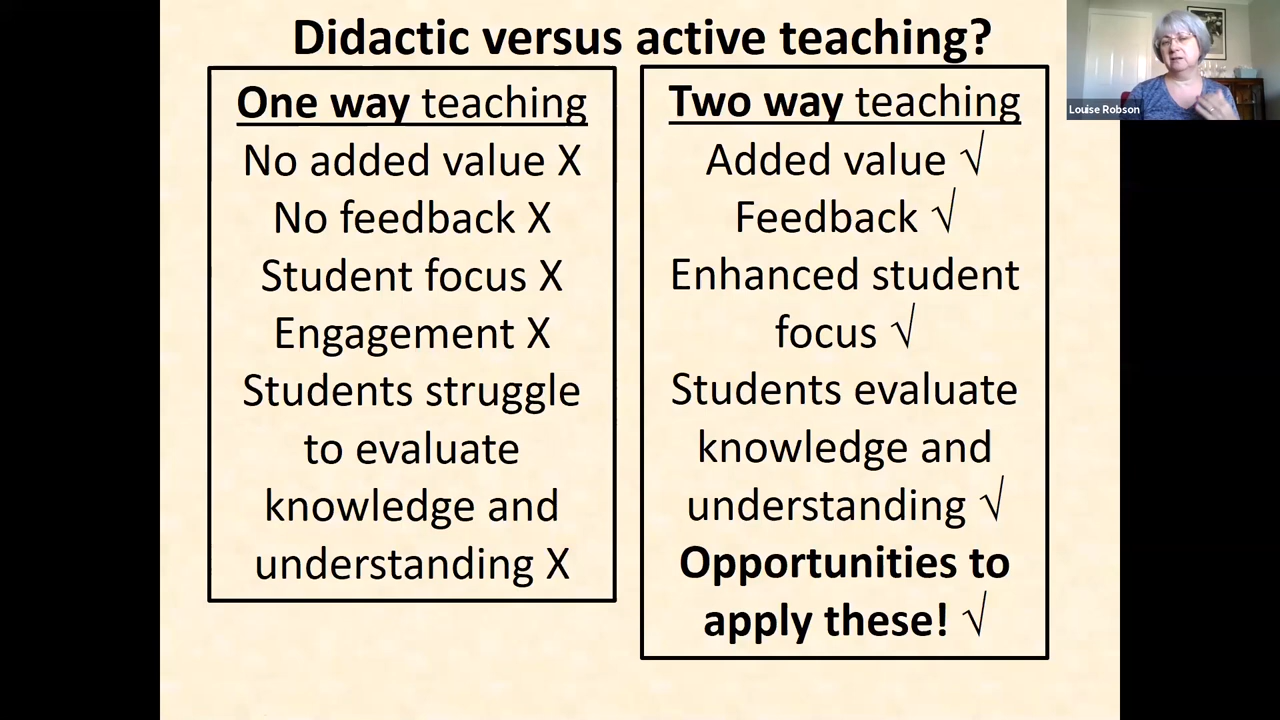 Didactic versus active teaching?
One way teaching
No added value X
No feedback X
Student focus X
Engagement X
Students struggle
to evaluate
knowledge and
understanding X
Two way teaching
Added value √
Feedback √
Enhanced student
focus √
Students evaluate
knowledge and
understanding √
Opportunities to
apply these! √
Louise Robson